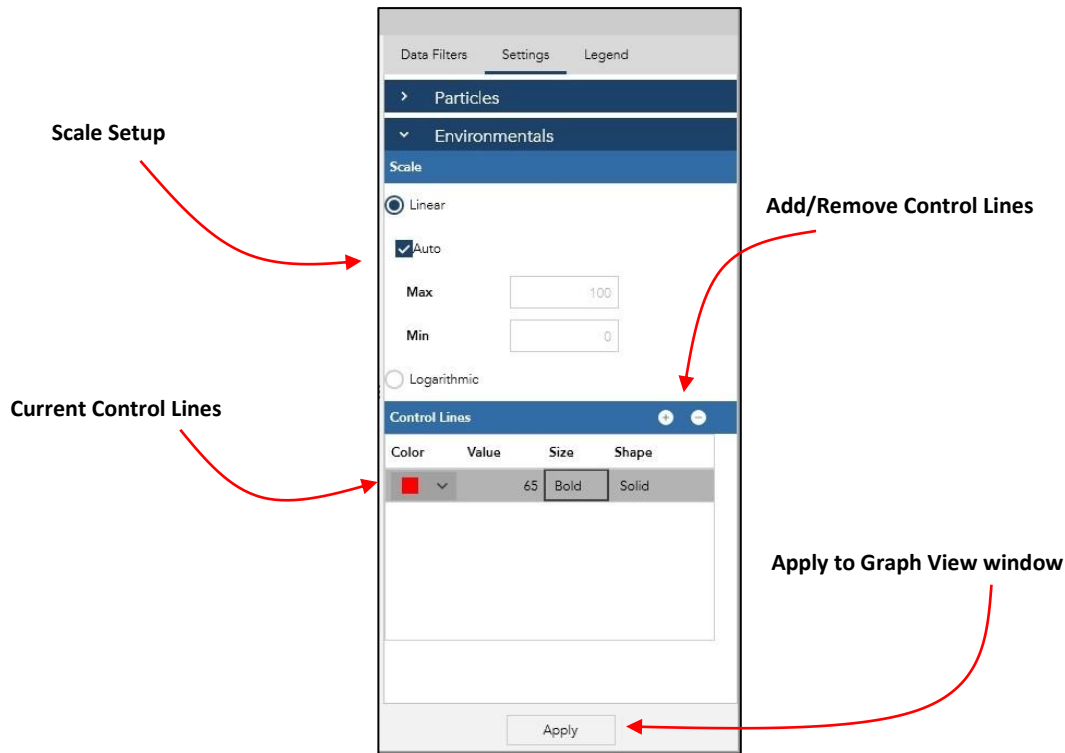 Data Filters Settings Legend
Particles
Scale Setup
Environmentals
Scale
Linear
Add/Remove Control Lines
Auto
Max 100
Min 0
Logarithmic
Current Control Lines
Control Lines
Color Value Size Shape
65 Bold Solid
Apply to Graph View window
Apply